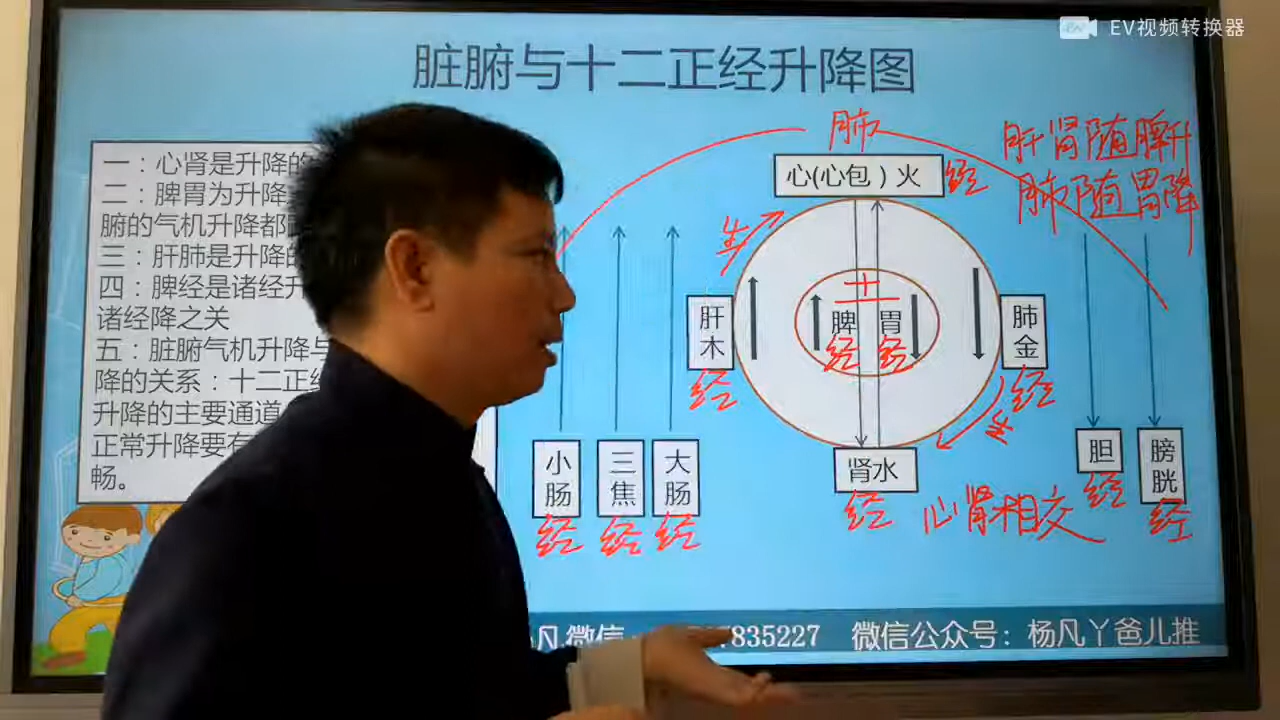 EV视频转换器
脏腑与十二正经升降图
一：心肾是升降的
二：脾胃为升降
腑的气机升降都
三：肝肺是升降的
四：脾经是诸经升
诸经降之关
五：脏腑气机升降与
降的关系：十二正经
升降的主要通道
正常升降要有
畅。
肺
肝肾随脾升
肺随胃降
心(心包）火
经
生
土
肝木
经
脾
经
胃
经
肺金
经
小肠
经
三焦
经
大肠
经
肾水
经
心肾相交
胆
经
膀胱
经
凡微信
835227
微信公众号：杨凡丫爸儿推